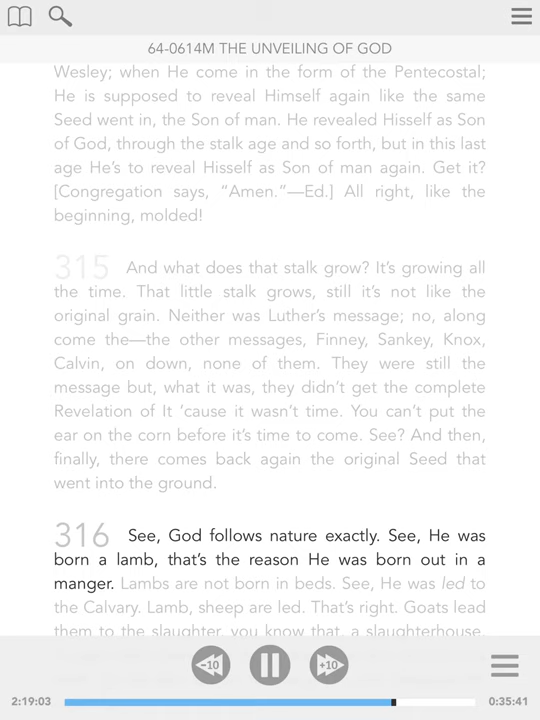 64-0614M THE UNVEILING OF GOD
Wesley; when He come in the form of the Pentecostal;
He is supposed to reveal Himself again like the same
Seed went in, the Son of man. He revealed Hisself as Son
of God, through the stalk age and so forth, but in this last
age He's to reveal Hisself as Son of man again. Get it?
[Congregation says, “Amen.”—Ed.] All right, like the
beginning, molded!
315 And what does that stalk grow? It's growing all
the time. That little stalk grows, still it's not like the
original grain. Neither was Luther's message; no, along
come the—the other messages, Finney, Sankey, Knox,
Calvin, on down, none of them. They were still the
message but, what it was, they didn't get the complete
Revelation of It ’cause it wasn't time. You can't put the
ear on the corn before it's time to come. See? And then,
finally, there comes back again the original Seed that
went into the ground.
316 See, God follows nature exactly. See, He was
born a lamb, that's the reason He was born out in a
manger. Lambs are not born in beds. See, He was led to
the Calvary. Lamb, sheep are led. That's right. Goats lead
them to the slaughter, you know that, a slaughterhouse.
-10
+10
2:19:03
0:35:41